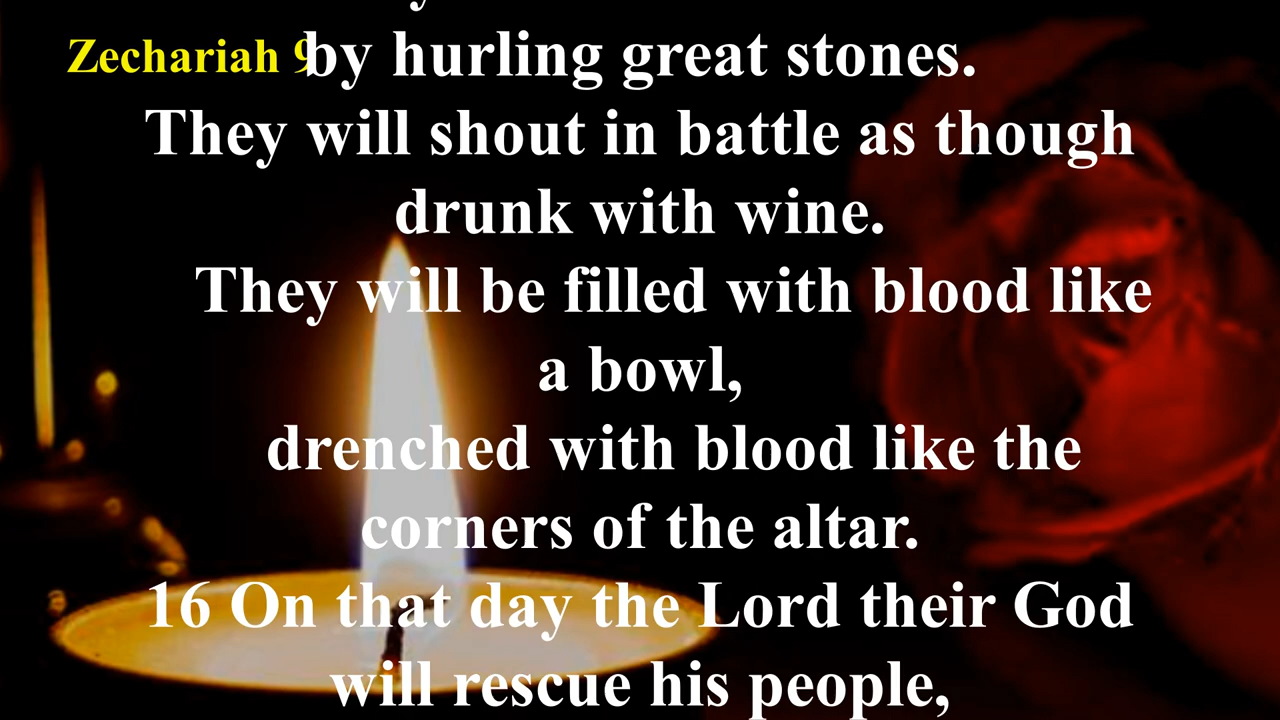 Zechariah 9
by hurling great stones.
They will shout in battle as though
drunk with wine.
They will be filled with blood like
a bowl,
drenched with blood like the
corners of the altar.
16 On that day the Lord their God
will rescue his people,